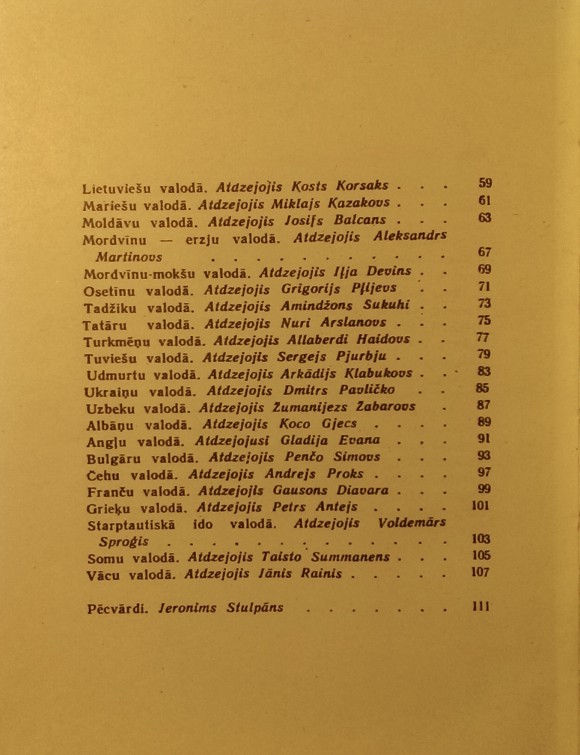 Lietuviešu valodā. Atdzejojis Ķosts Korsaks . . . 59
Mariešu valodā. Atdzejojis Miklajs Kazakovs . . . 61
Moldāvu valodā. Atdzejojis Josifs Balcans . . . 63
Mordvīnu — erzju valodā. Atdzejojis Aleksandrs
Martinovs . . . . . . . . . . 67
Mordvīnu-mokšu valodā. Atdzejojis Iļja Devins . . 69
Osetīnu valodā. Atdzejojis Grigorijs Pļijevs . . 71
Tadžiku valodā. Atdzejojis Amindžons Šukuhi . . 73
Tatāru valodā. Atdzejojis Nuri Arslanovs . . . 75
Turkmēņu valodā. Atdzejojis Allaberdi Haidovs . . 77
Tuviešu valodā. Atdzejojis Sergejs Pjurbju . . . 79
Udmurtu valodā. Atdzejojis Arkādijs Klabukovs . . 83
Ukraiņu valodā. Atdzejojis Dmitrs Pavličko . . 85
Uzbeku valodā. Atdzejojis Žumanijezs Žabarovs . 87
Albāņu valodā. Atdzejojis Koco Gjecs . . . . 89
Angļu valodā. Atdzejojusi Gladija Evana . . . 91
Bulgāru valodā. Atdzejojis Penčo Simovs . . . 93
Čehu valodā. Atdzejojis Andrejs Proks . . . . 97
Franču valodā. Atdzejojis Gausons Diavara . . . 99
Grieķu valodā. Atdzejojis Petrs Antejs . . . . 101
Starptautiskā ido valodā. Atdzejojis Voldemārs
Sproģis . . . . . . . . . . . . 103
Somu valodā. Atdzejojis Taisto Summanens . . . 105
Vācu valodā. Atdzejojis Jānis Rainis . . . . . 107
Pēcvārdi. Jeronims Stulpāns . . . . . . . 111